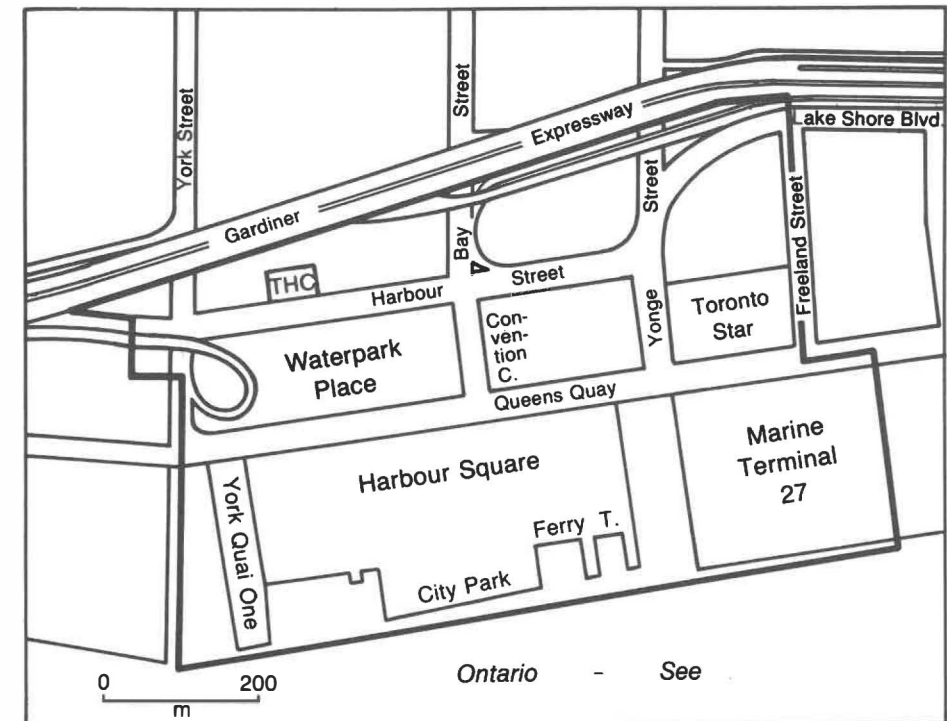 York Street
Street
Expressway
Lake Shore Blvd.
Gardiner
Bay
Street
Freeland Street
THC
Harbour
Street
Yonge
Toronto
Star
Con-
ven-
tion
C.
Waterpark
Place
Queens Quay
Marine
Terminal
27
Harbour Square
York Quai One
Ferry T.
City Park
Ontario - See
0 200
m